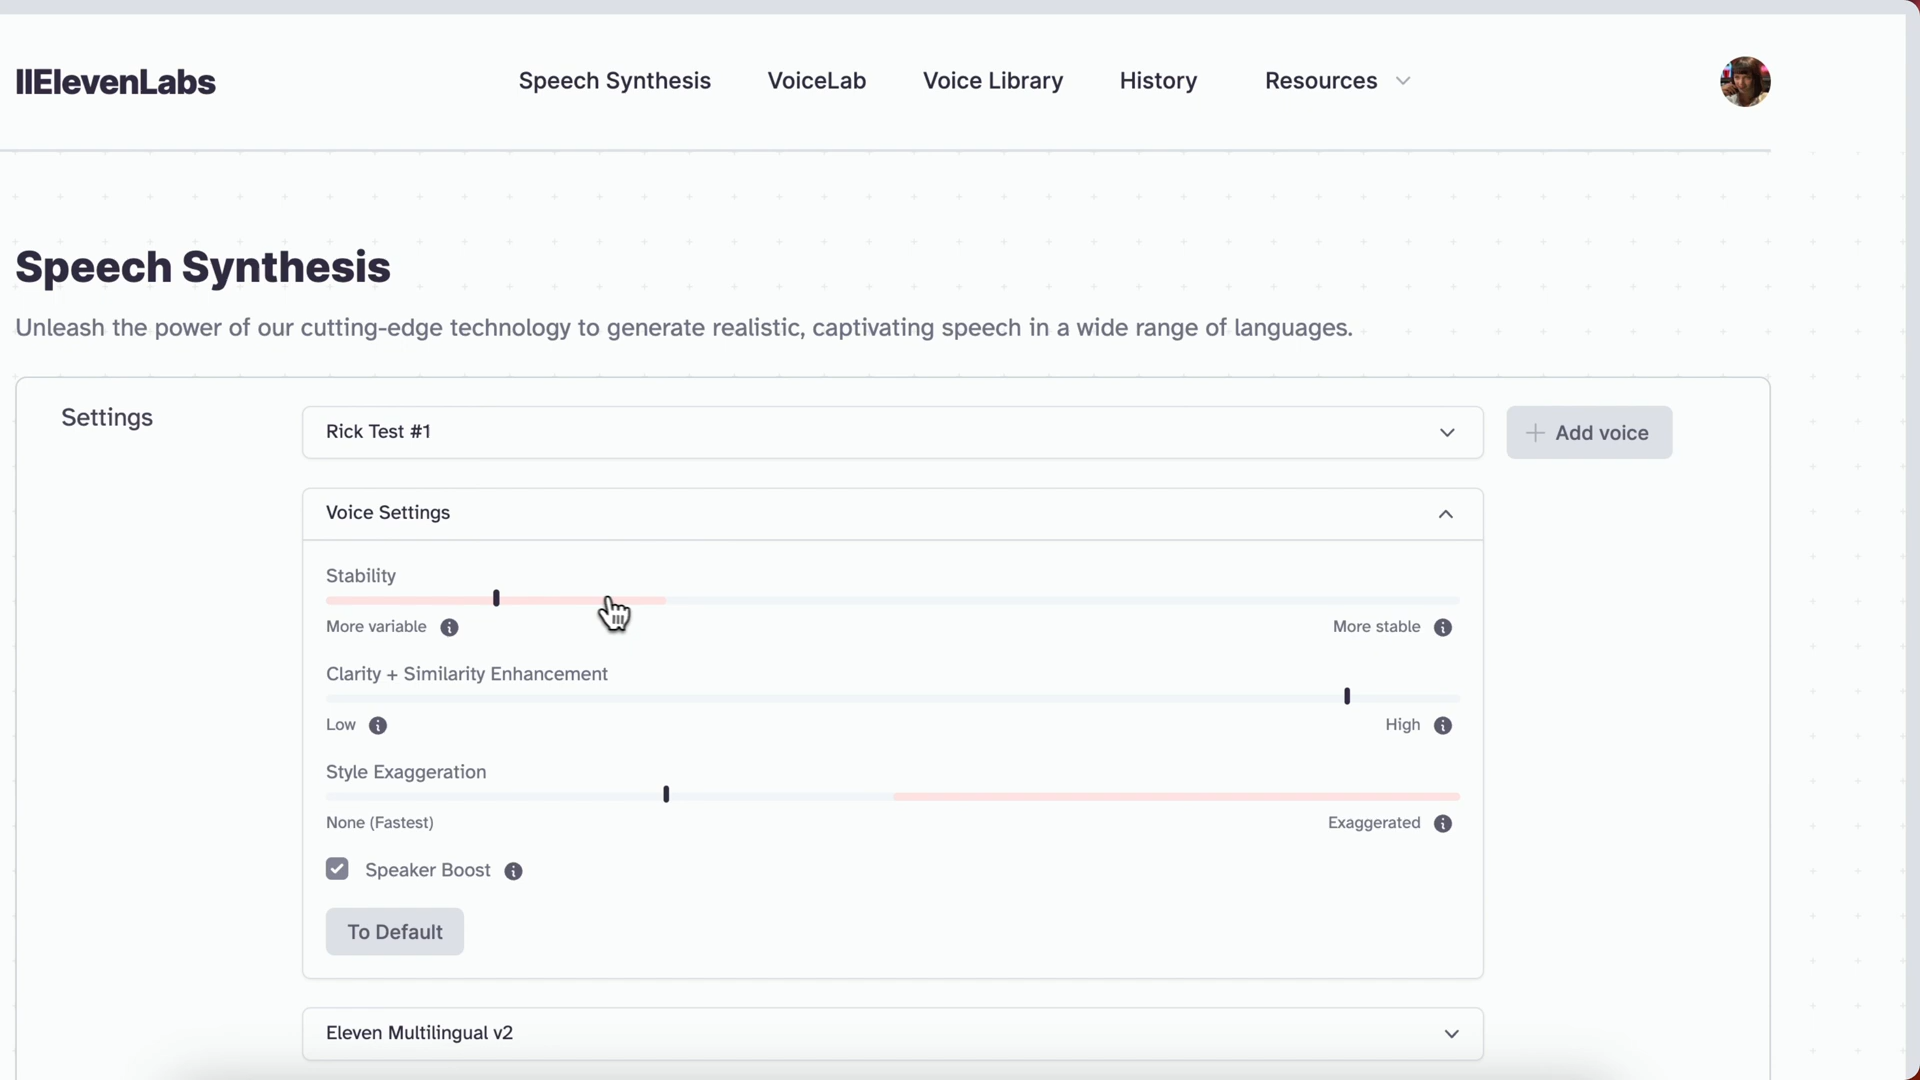 IIElevenLabs
Speech Synthesis
VoiceLab
Voice Library
History
Resources
Speech Synthesis
Unleash the power of our cutting-edge technology to generate realistic, captivating speech in a wide range of languages.
Settings
Rick Test #1
+ Add voice
Voice Settings
Stability
More variable
More stable
Clarity + Similarity Enhancement
Low
High
Style Exaggeration
None (Fastest)
Exaggerated
Speaker Boost
To Default
Eleven Multilingual v2